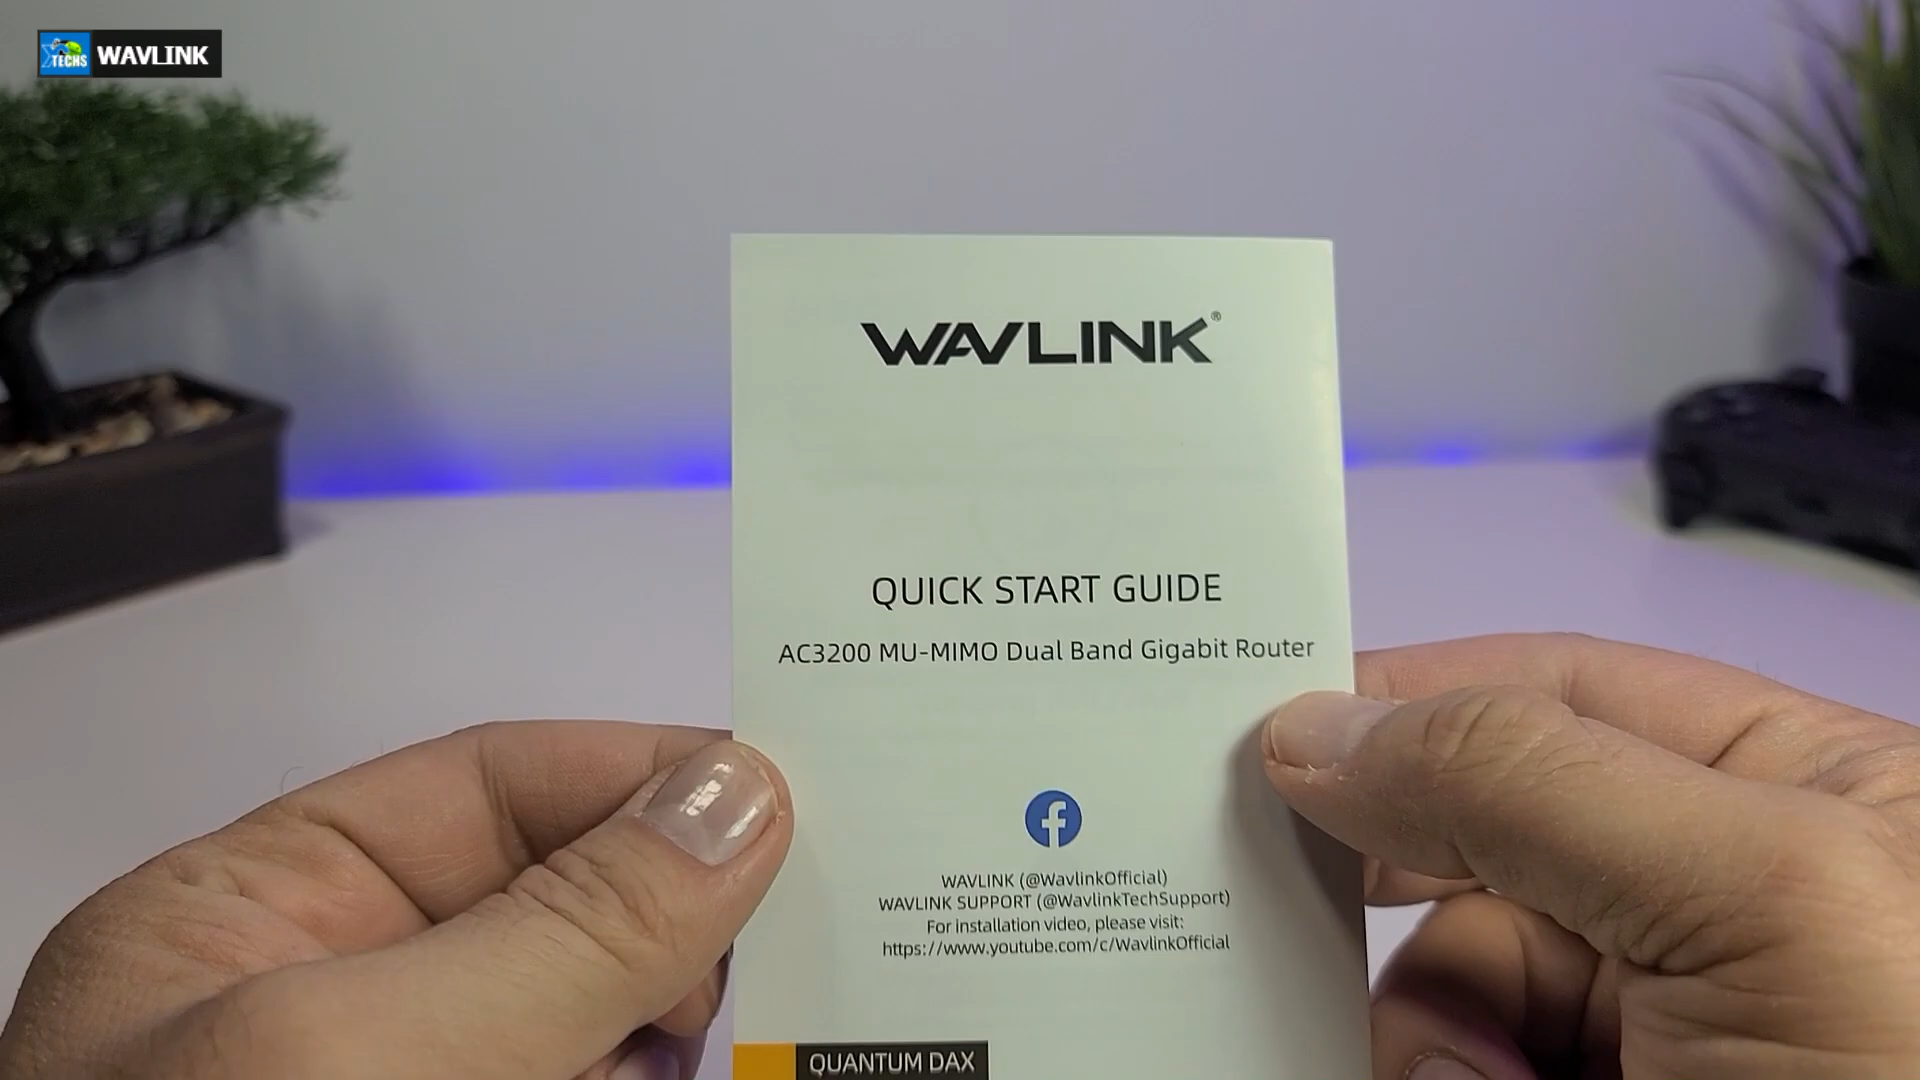 TECHS WAVLINK
WAVLINK®
QUICK START GUIDE
AC3200 MU-MIMO Dual Band Gigabit Router
f
WAVLINK (@WavlinkOfficial)
WAVLINK SUPPORT (@WavlinkTechSupport)
For installation video, please visit:
https://www.youtube.com/c/WavlinkOfficial
QUANTUM DAX